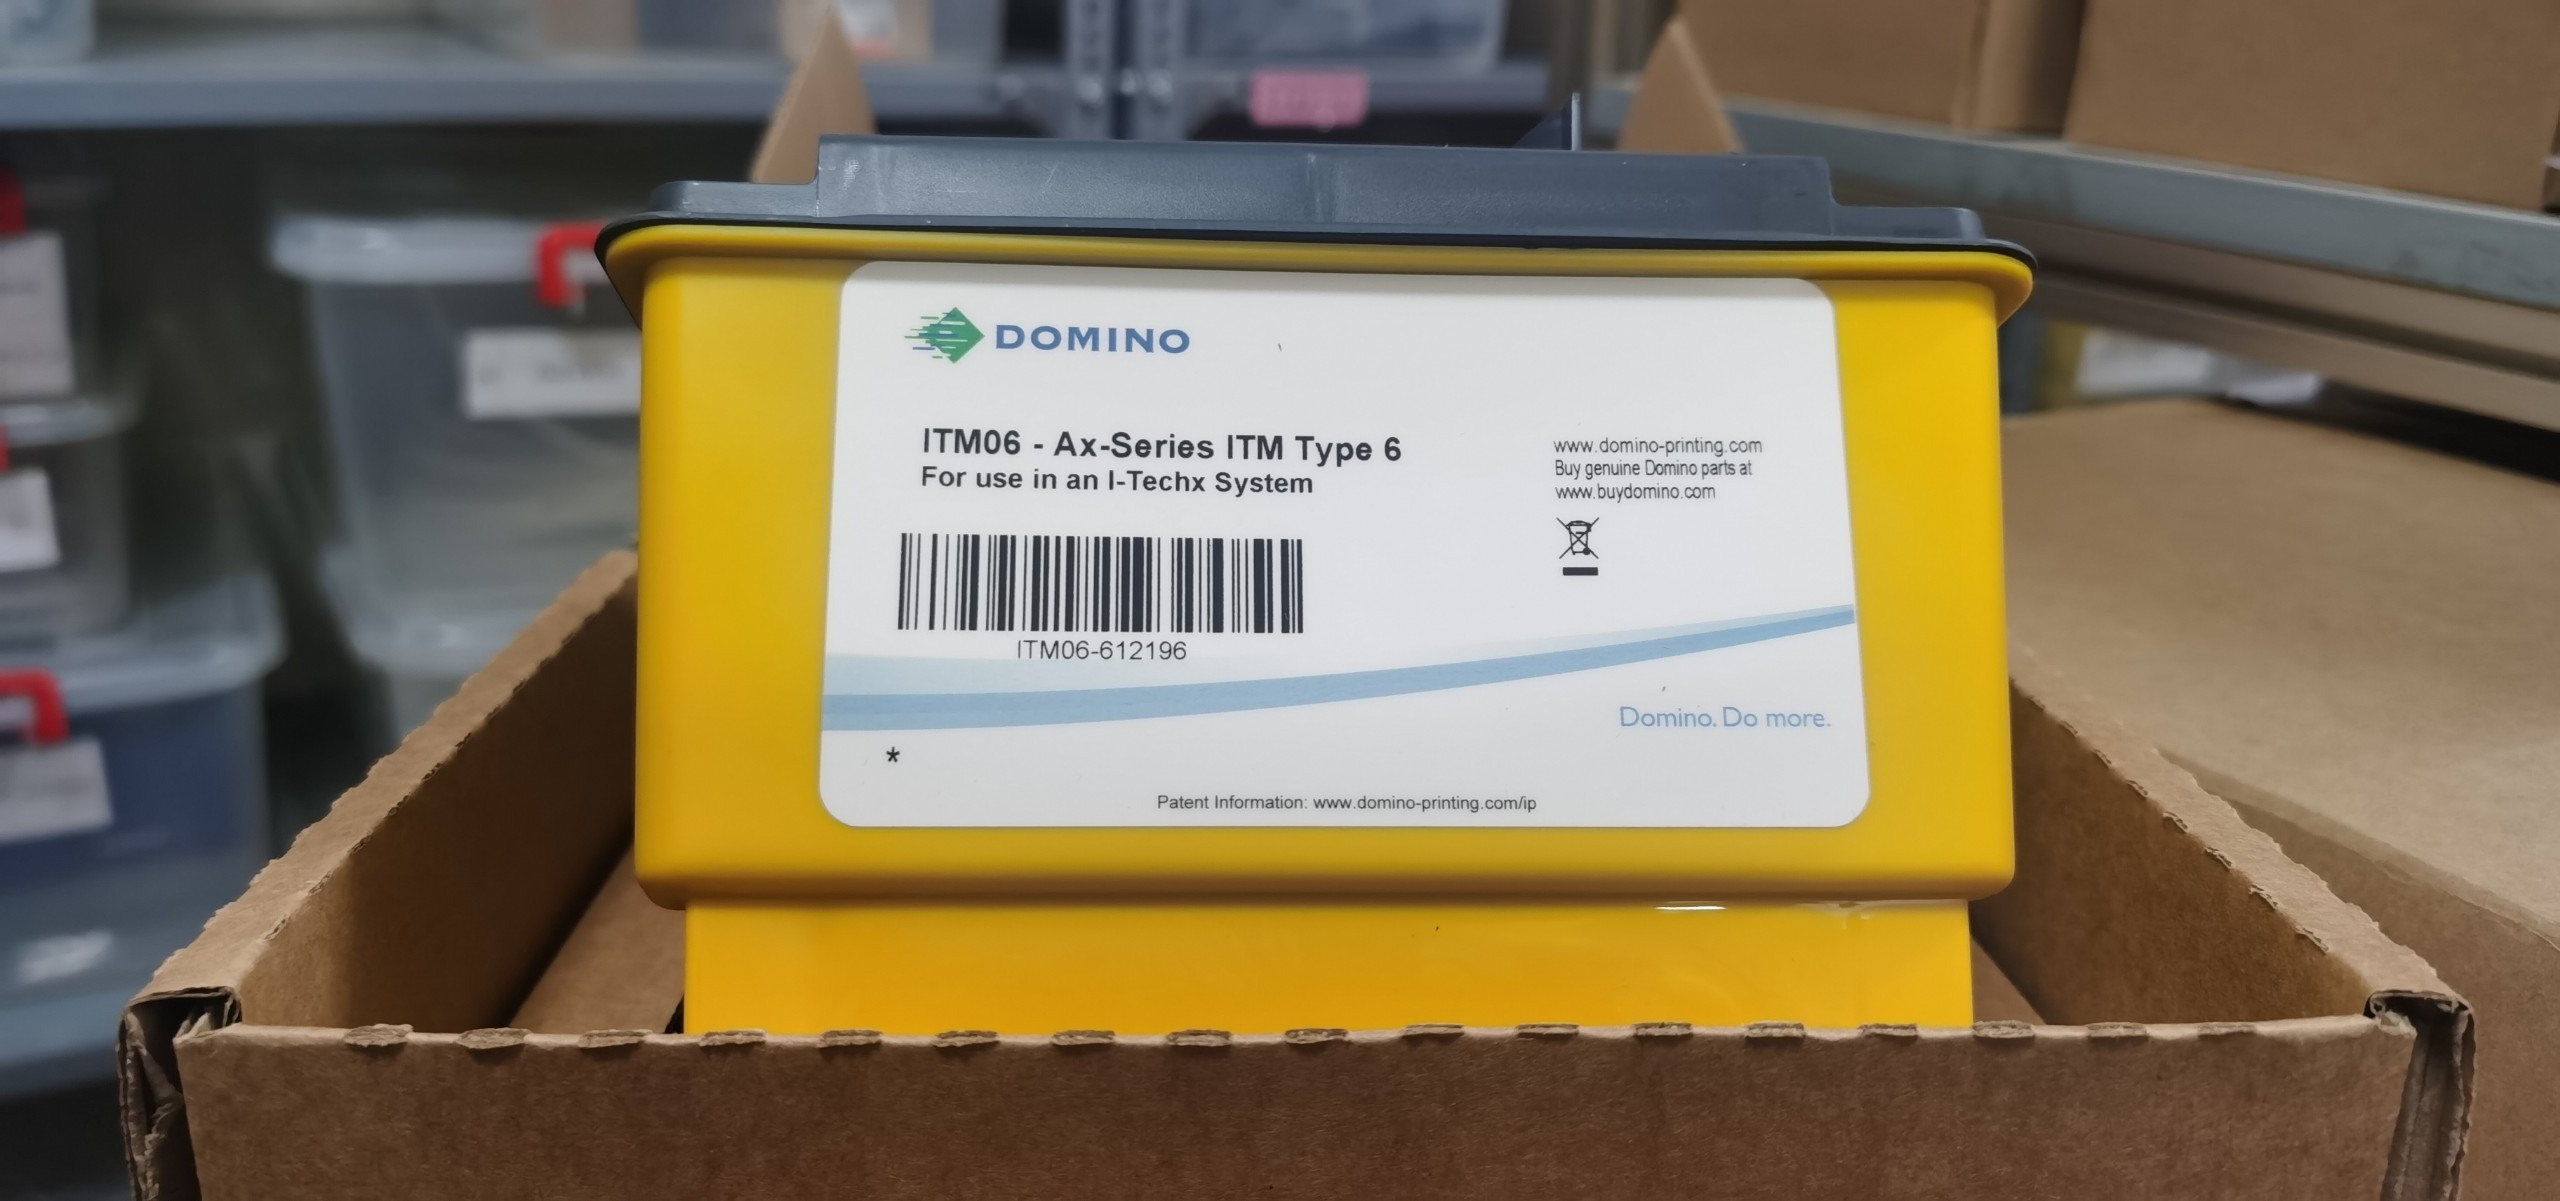 DOMINO
ITM06 - Ax-Series ITM Type 6
For use in an I-Techx System
www.domino-printing.com
Buy genuine Domino parts at
www.buydomino.com
ITM06-612196
Domino. Do more.
*
Patent Information: www.domino-printing.com/ip